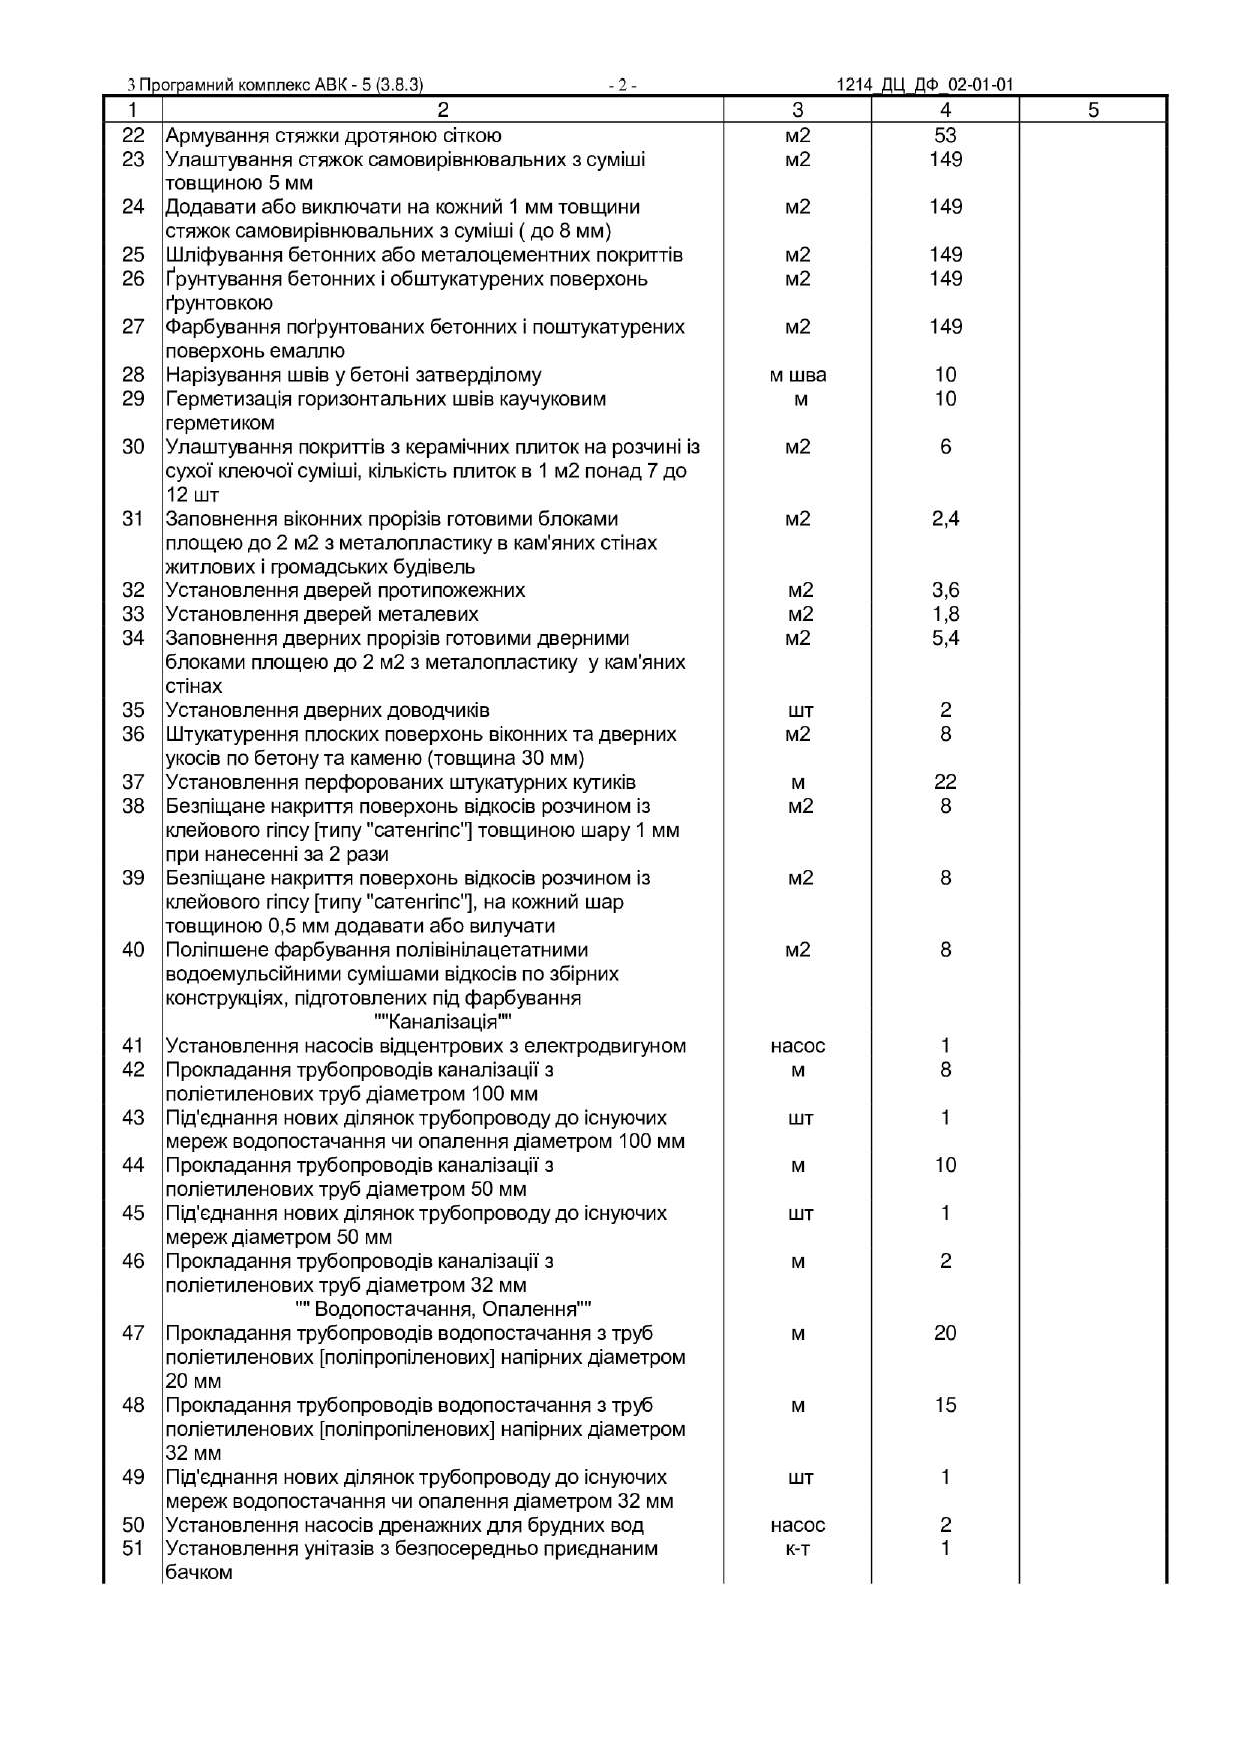 3 Програмний комплекс АВК - 5 (3.8.3) - 2 - 1214_ДЦ_ДФ_02-01-01
1 2 3 4 5
22 Армування стяжки дротяною сіткою м2 53
23 Улаштування стяжок самовирівнювальних з суміші м2 149
товщиною 5 мм
24 Додавати або виключати на кожний 1 мм товщини м2 149
стяжок самовирівнювальних з суміші ( до 8 мм)
25 Шліфування бетонних або металоцементних покриттів м2 149
26 Ґрунтування бетонних і обштукатурених поверхонь м2 149
ґрунтовкою
27 Фарбування поґрунтованих бетонних і поштукатурених м2 149
поверхонь емаллю
28 Нарізування швів у бетоні затверділому м шва 10
29 Герметизація горизонтальних швів каучуковим м 10
герметиком
30 Улаштування покриттів з керамічних плиток на розчині із м2 6
сухої клеючої суміші, кількість плиток в 1 м2 понад 7 до
12 шт
31 Заповнення віконних прорізів готовими блоками м2 2,4
площею до 2 м2 з металопластику в кам'яних стінах
житлових і громадських будівель
32 Установлення дверей протипожежних м2 3,6
33 Установлення дверей металевих м2 1,8
34 Заповнення дверних прорізів готовими дверними м2 5,4
блоками площею до 2 м2 з металопластику у кам'яних
стінах
35 Установлення дверних доводчиків шт 2
36 Штукатурення плоских поверхонь віконних та дверних м2 8
укосів по бетону та каменю (товщина 30 мм)
37 Установлення перфорованих штукатурних кутиків м 22
38 Безпіщане накриття поверхонь відкосів розчином із м2 8
клейового гіпсу [типу "сатенгіпс"] товщиною шару 1 мм
при нанесенні за 2 рази
39 Безпіщане накриття поверхонь відкосів розчином із м2 8
клейового гіпсу [типу "сатенгіпс"], на кожний шар
товщиною 0,5 мм додавати або вилучати
40 Поліпшене фарбування полівінілацетатними м2 8
водоемульсійними сумішами відкосів по збірних
конструкціях, підготовлених під фарбування
""Каналізація""
41 Установлення насосів відцентрових з електродвигуном насос 1
42 Прокладання трубопроводів каналізації з м 8
поліетиленових труб діаметром 100 мм
43 Під'єднання нових ділянок трубопроводу до існуючих шт 1
мереж водопостачання чи опалення діаметром 100 мм
44 Прокладання трубопроводів каналізації з м 10
поліетиленових труб діаметром 50 мм
45 Під'єднання нових ділянок трубопроводу до існуючих шт 1
мереж діаметром 50 мм
46 Прокладання трубопроводів каналізації з м 2
поліетиленових труб діаметром 32 мм
"" Водопостачання, Опалення""
47 Прокладання трубопроводів водопостачання з труб м 20
поліетиленових [поліпропіленових] напірних діаметром
20 мм
48 Прокладання трубопроводів водопостачання з труб м 15
поліетиленових [поліпропіленових] напірних діаметром
32 мм
49 Під'єднання нових ділянок трубопроводу до існуючих шт 1
мереж водопостачання чи опалення діаметром 32 мм
50 Установлення насосів дренажних для брудних вод насос 2
51 Установлення унітазів з безпосередньо приєднаним к-т 1
бачком